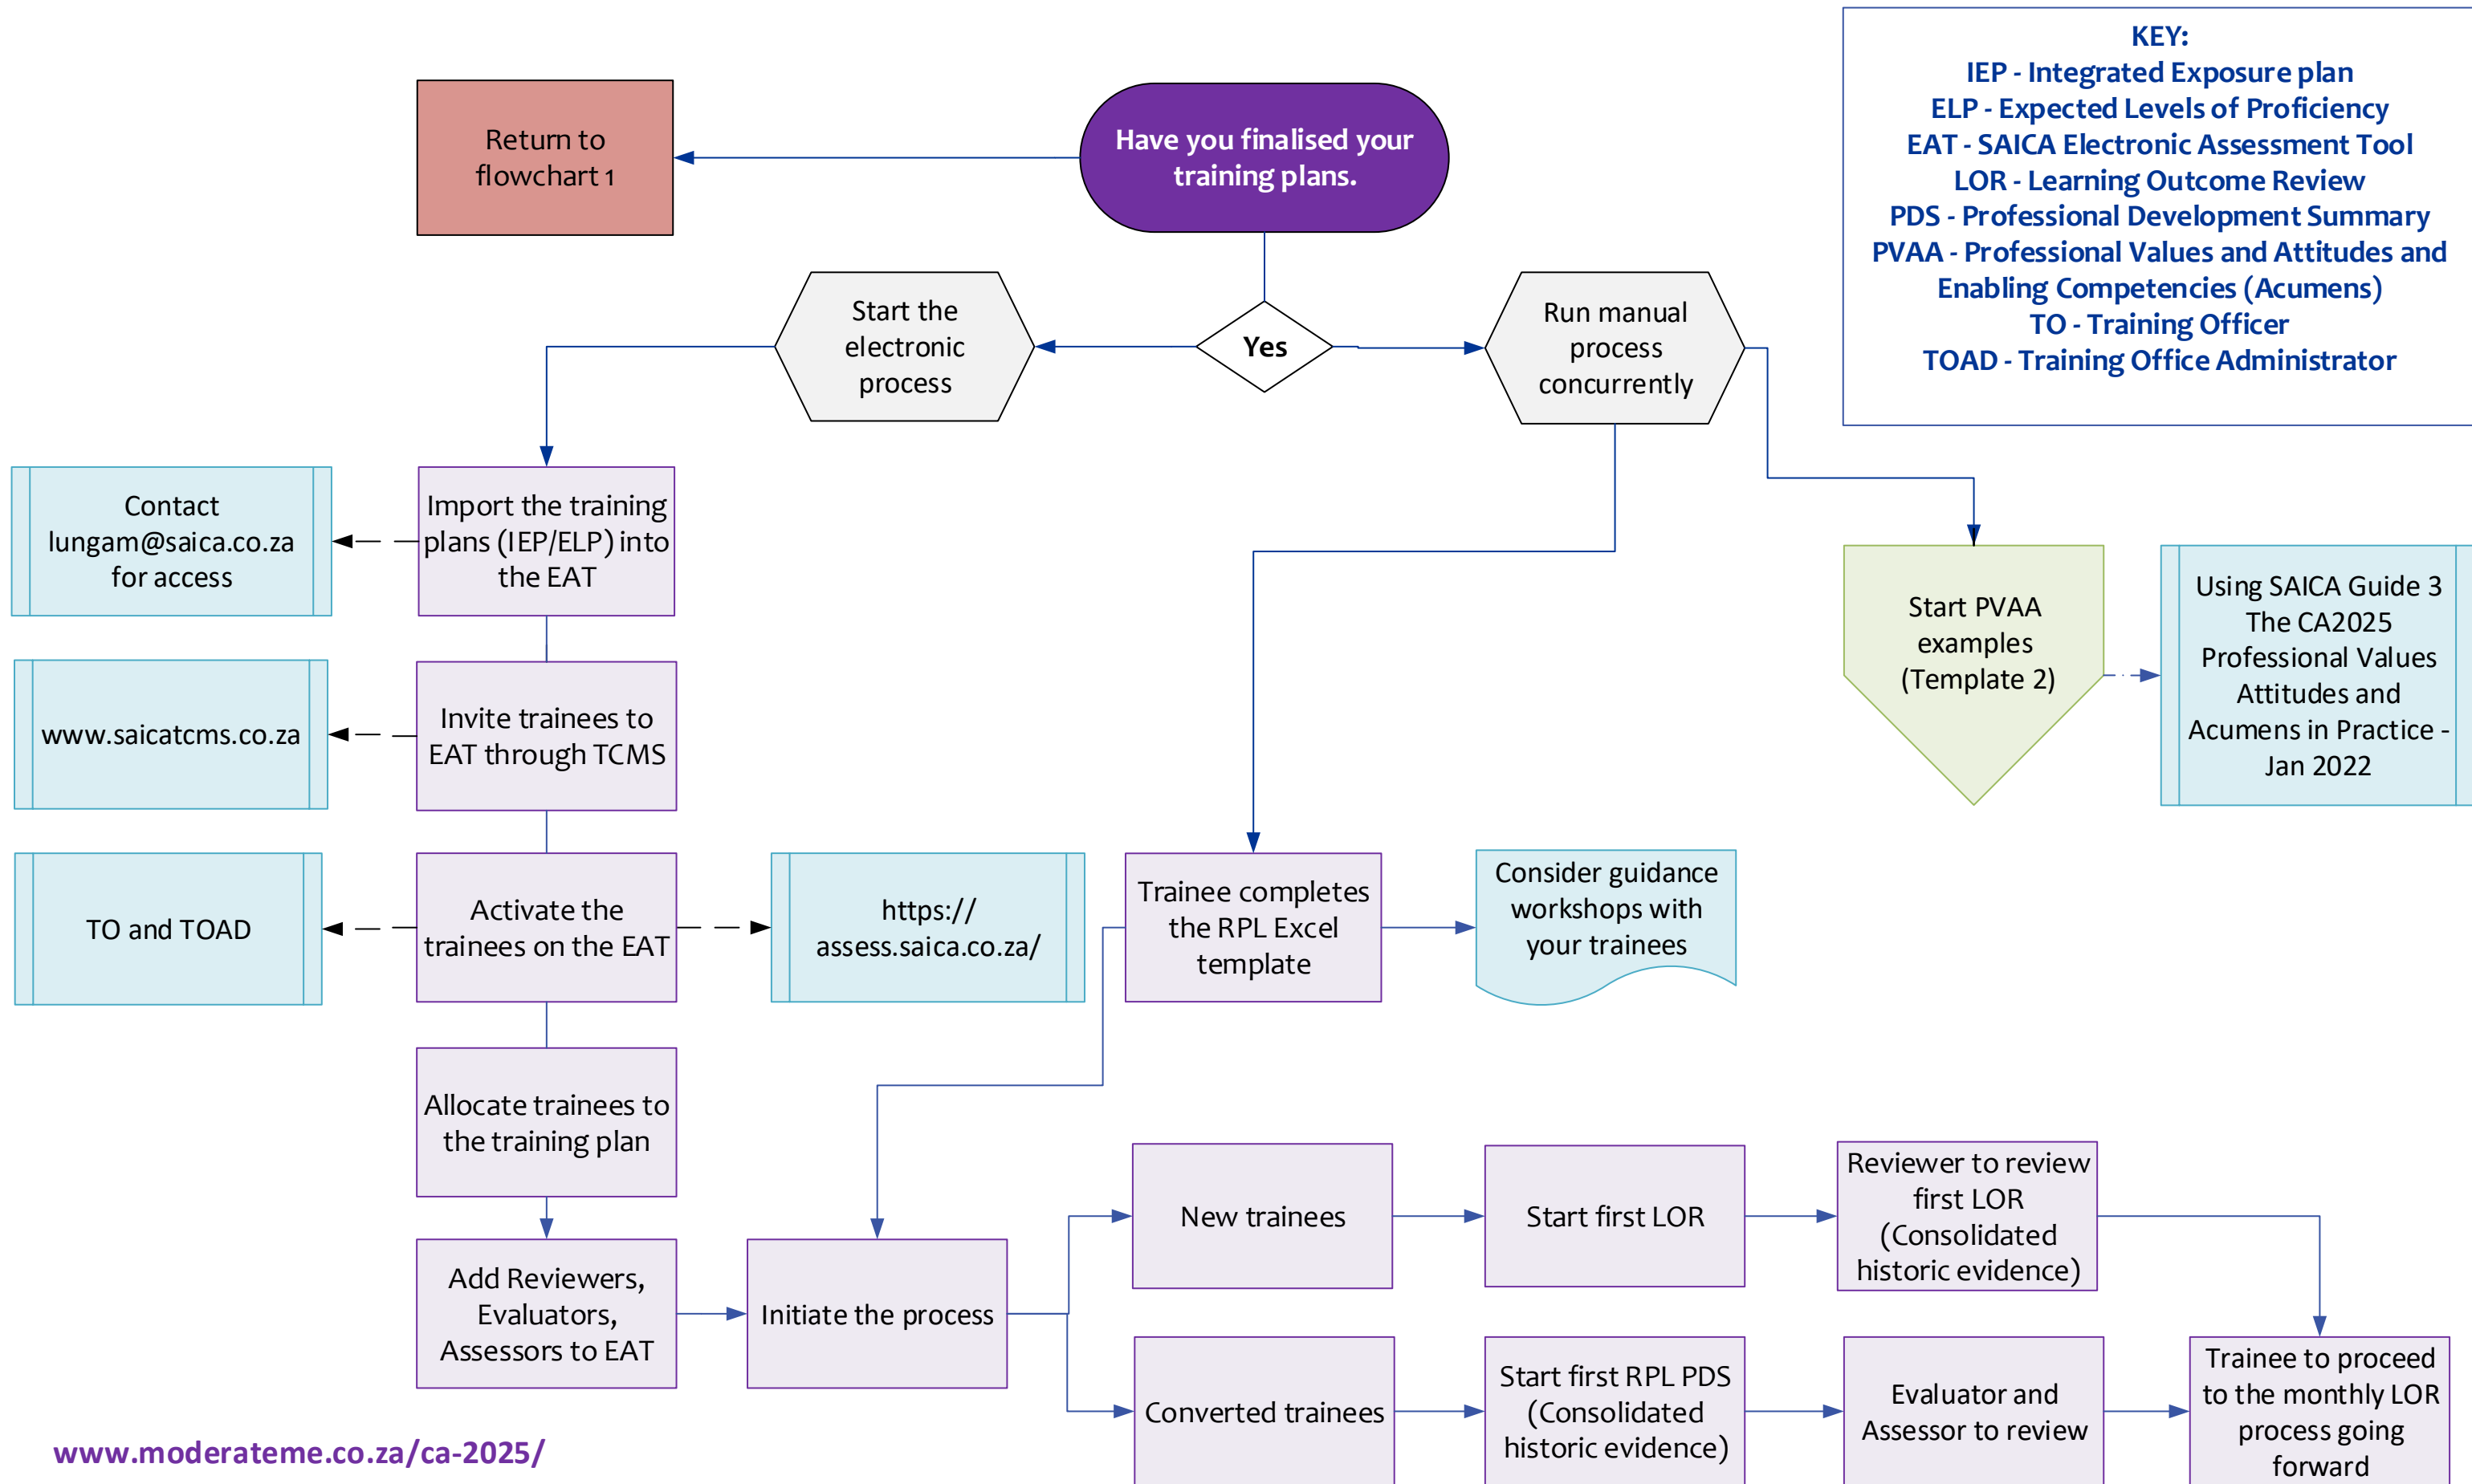 KEY:
IEP - Integrated Exposure plan
ELP - Expected Levels of Proficiency
EAT - SAICA Electronic Assessment Tool
LOR - Learning Outcome Review
PDS - Professional Development Summary
PVAA - Professional Values and Attitudes and
Enabling Competencies (Acumens)
TO - Training Officer
TOAD - Training Office Administrator
Return to
flowchart 1
Have you finalised your
training plans.
Start the
electronic
process
Yes
Run manual
process
concurrently
Contact
lungam@saica.co.za
for access
Import the training
plans (IEP/ELP) into
the EAT
Start PVAA
examples
(Template 2)
Using SAICA Guide 3
The CA2025
Professional Values
Attitudes and
Acumens in Practice -
Jan 2022
www.saicatcms.co.za
Invite trainees to
EAT through TCMS
TO and TOAD
Activate the
trainees on the EAT
https://
assess.saica.co.za/
Trainee completes
the RPL Excel
template
Consider guidance
workshops with
your trainees
Allocate trainees to
the training plan
Add Reviewers,
Evaluators,
Assessors to EAT
Initiate the process
New trainees
Start first LOR
Reviewer to review
first LOR
(Consolidated
historic evidence)
Converted trainees
Start first RPL PDS
(Consolidated
historic evidence)
Evaluator and
Assessor to review
Trainee to proceed
to the monthly LOR
process going
forward
www.moderateme.co.za/ca-2025/